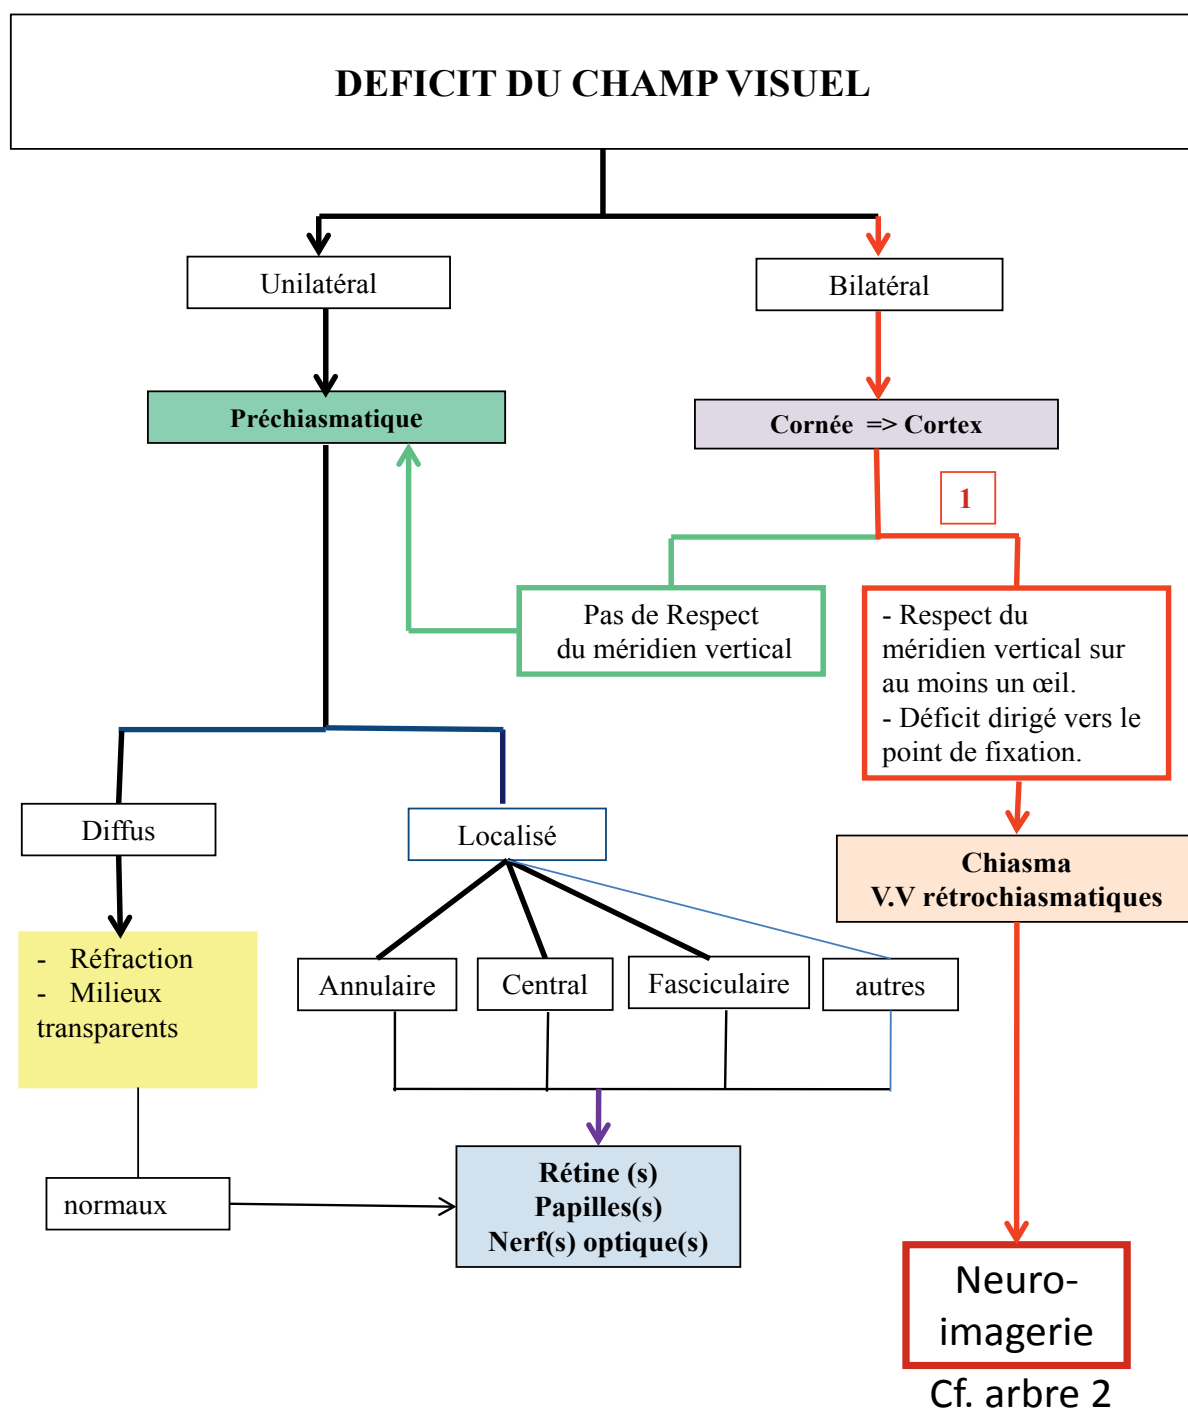 DEFICIT DU CHAMP VISUEL
Unilatéral
Bilatéral
Préchiasmatique
Cornée => Cortex
1
Pas de Respect
du méridien vertical
- Respect du
méridien vertical sur
au moins un œil.
- Déficit dirigé vers le
point de fixation.
Diffus
Localisé
Chiasma
V.V rétrochiasmatiques
- Réfraction
- Milieux
transparents
Annulaire
Central
Fasciculaire
autres
normaux
Rétine (s)
Papilles(s)
Nerf(s) optique(s)
Neuro-
imagerie
Cf. arbre 2